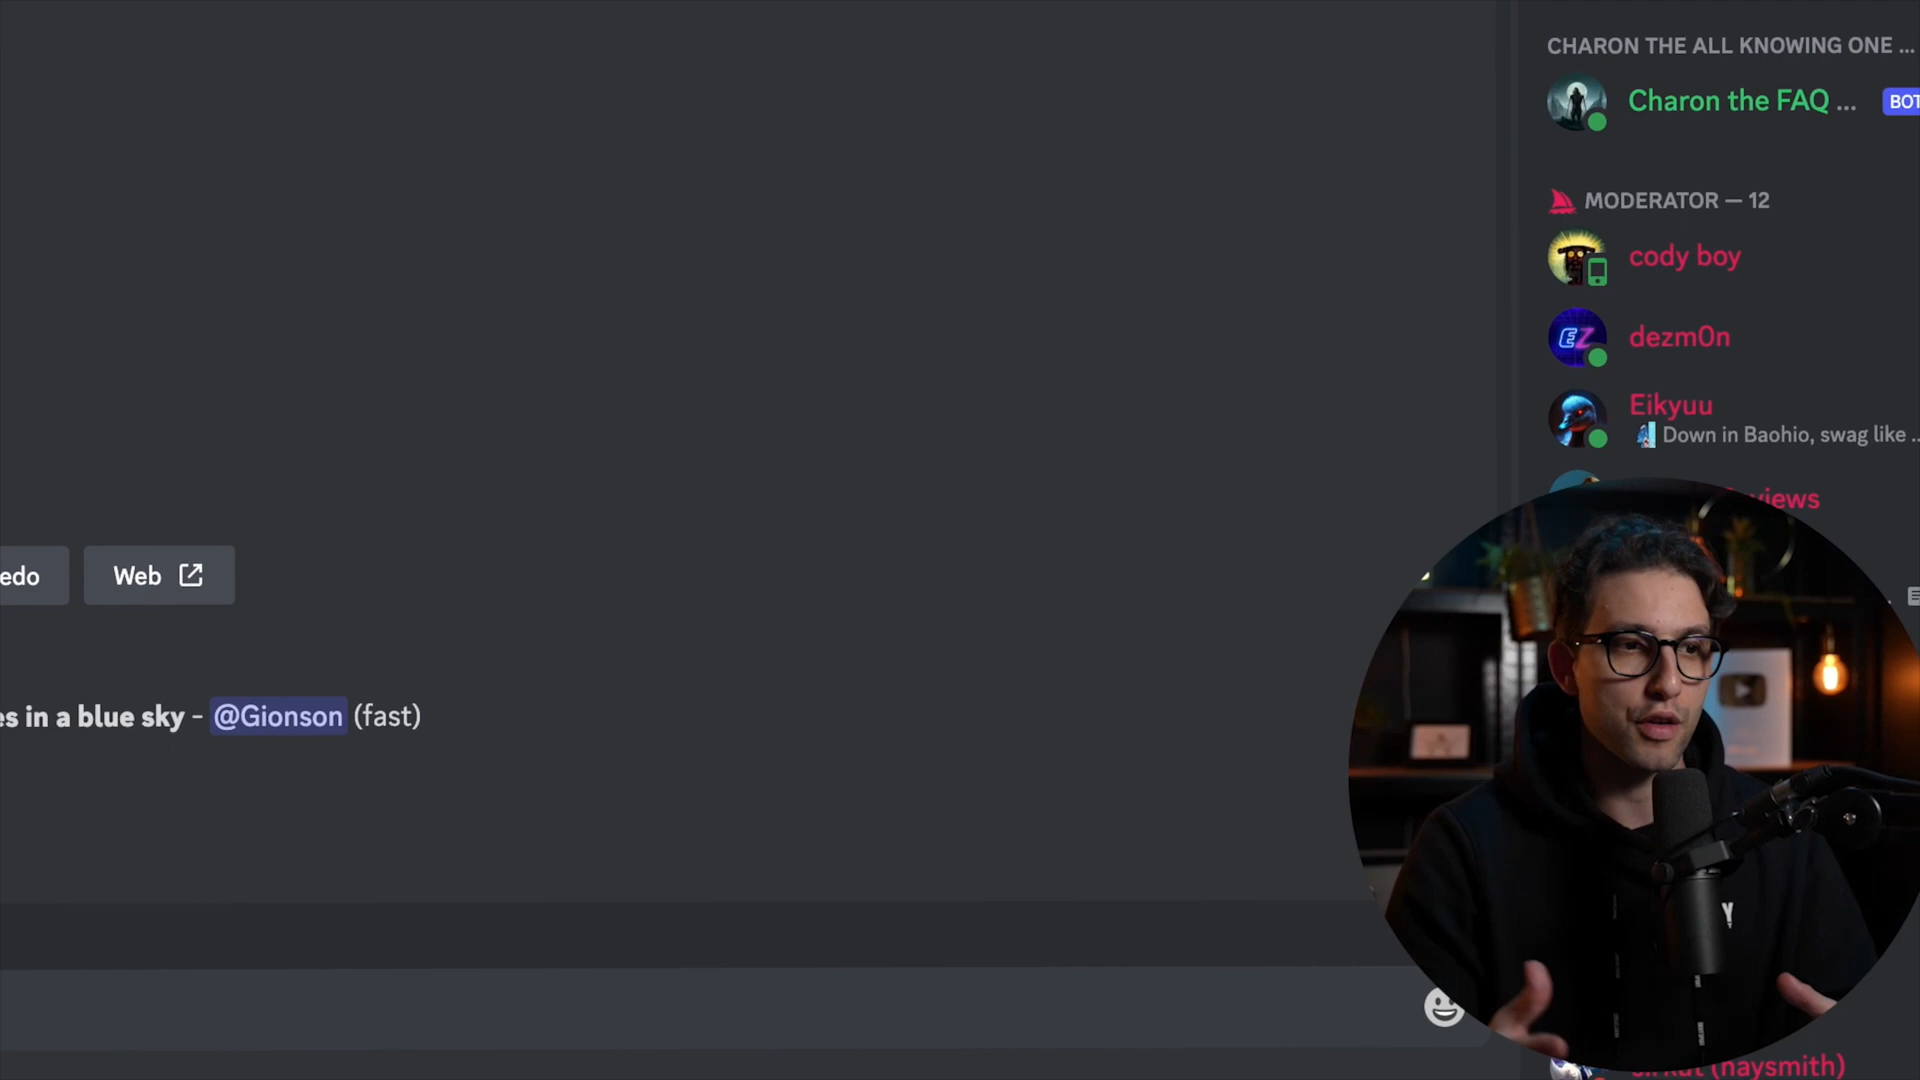 CHARON THE ALL KNOWING ONE ...
Charon the FAQ ...
BOT
MODERATOR — 12
cody boy
dezm0n
EZ
Eikyuu
Down in Baohio, swag like ...
edo
Web
es in a blue sky - @Gionson (fast)
(naysmith)